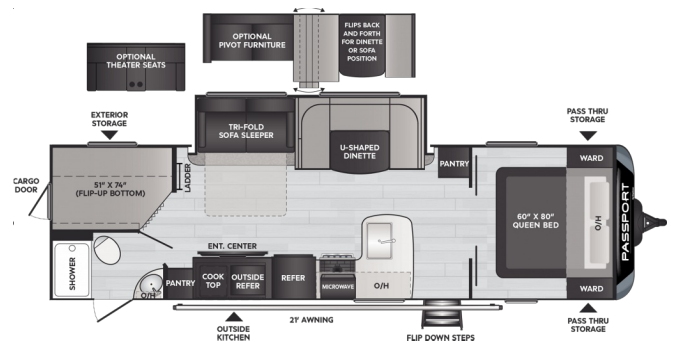 OPTIONAL
THEATER SEATS
OPTIONAL
PIVOT FURNITURE
FLIPS BACK
AND FORTH
FOR DINETTE
OR SOFA
POSITION
EXTERIOR
STORAGE
PASS THRU
STORAGE
TRI-FOLD
SOFA SLEEPER
U-SHAPED
DINETTE
PANTRY
WARD
CARGO
DOOR
51" X 74"
(FLIP-UP BOTTOM)
LADDER
60" X 80"
QUEEN BED
O/H
PASSPORT
SHOWER
ENT. CENTER
O/H
PANTRY
COOK
TOP
OUTSIDE
REFER
REFER
MICROWAVE
O/H
WARD
21' AWNING
OUTSIDE
KITCHEN
FLIP DOWN STEPS
PASS THRU
STORAGE